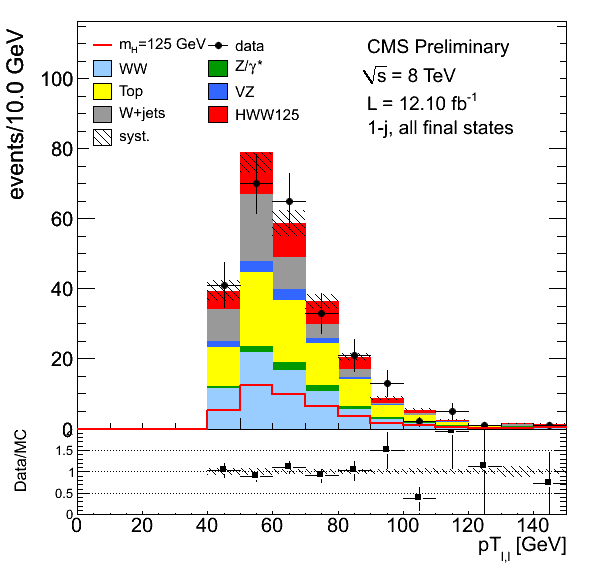 events/10.0 GeV
100
80
60
40
20
0
m_H=125 GeV
data
WW
Z/γ*
Top
VZ
W+jets
HWW125
syst.
CMS Preliminary
√s = 8 TeV
L = 12.10 fb⁻¹
1-j, all final states
Data/MC
2
1.5
1
0.5
0
0 20 40 60 80 100 120 140
pT_l,l [GeV]